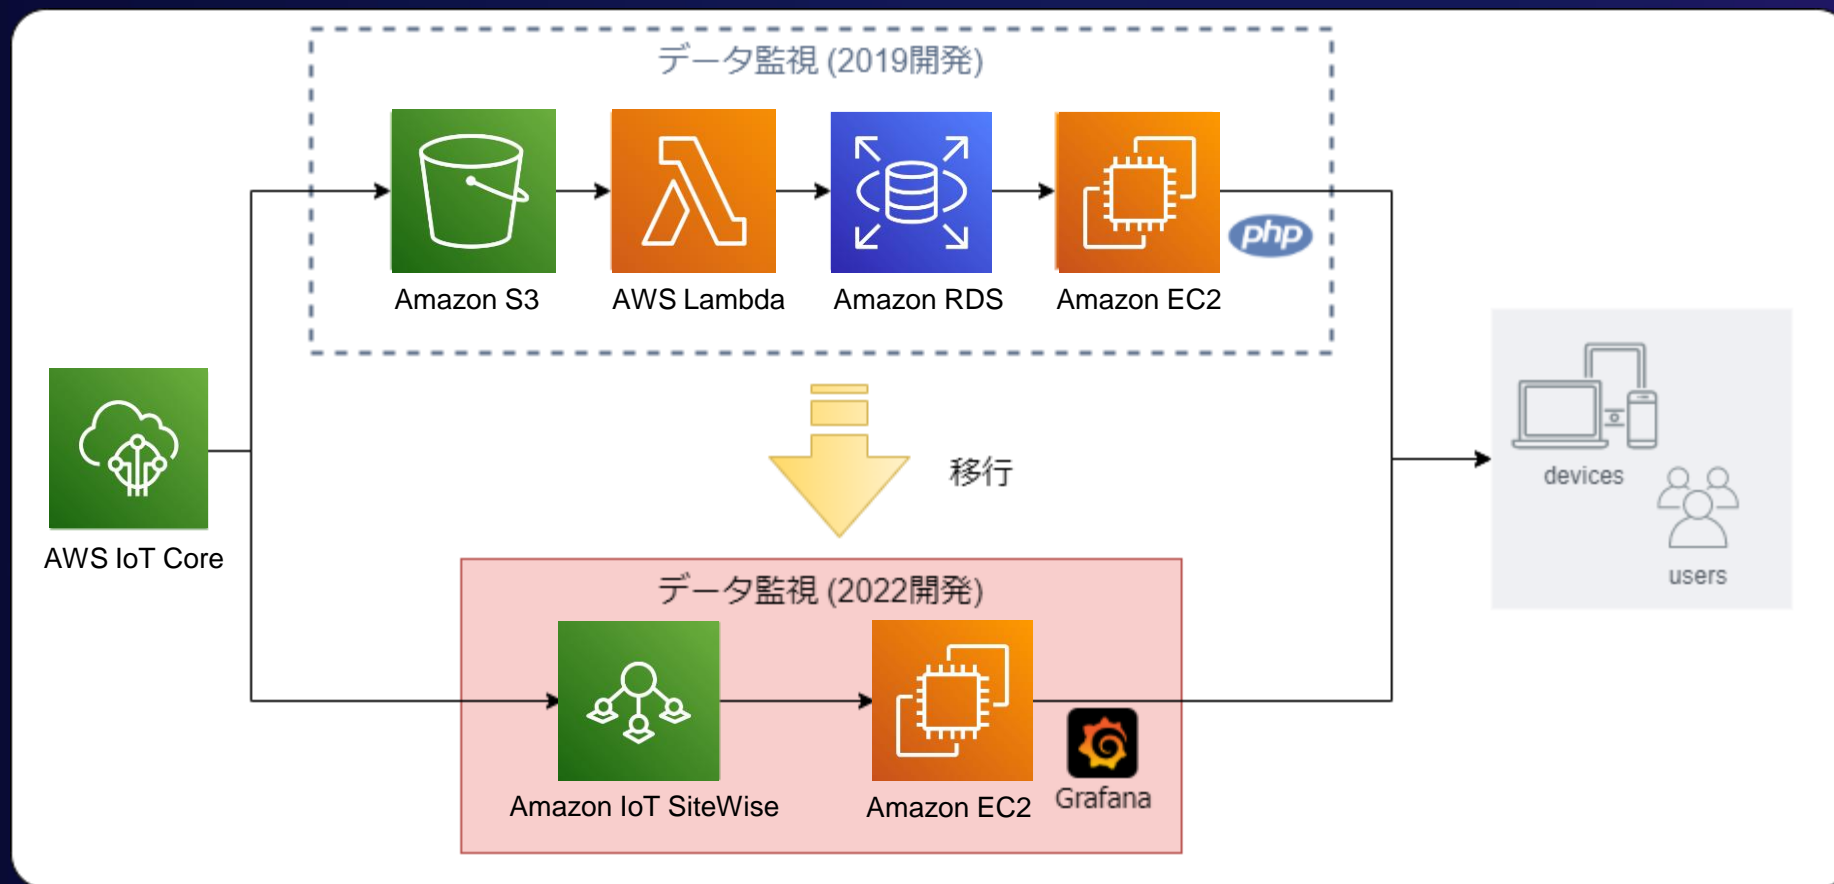 データ監視 (2019開発)
Amazon S3
AWS Lambda
Amazon RDS
Amazon EC2
php
AWS IoT Core
移行
devices
users
データ監視 (2022開発)
Amazon IoT SiteWise
Amazon EC2
Grafana